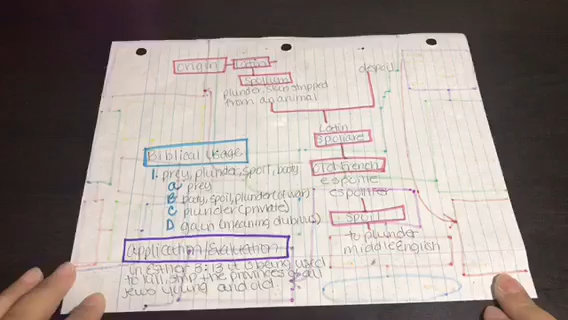 origin
Latin
spolium
plunder, skin stripped
from a animal
despoil
Latin
spoliare
old french
espoille
espoillier
spoil
to plunder
middle English
Biblical Usage
1. prey, plunder, spoil, booty
a prey
B booty, spoil, plunder (of war)
C plunder (private)
D gain (meaning dubious)
Application/Evaluation
in Esther 3:13 it is being used
to kill, strip the provinces of all
jews young and old.